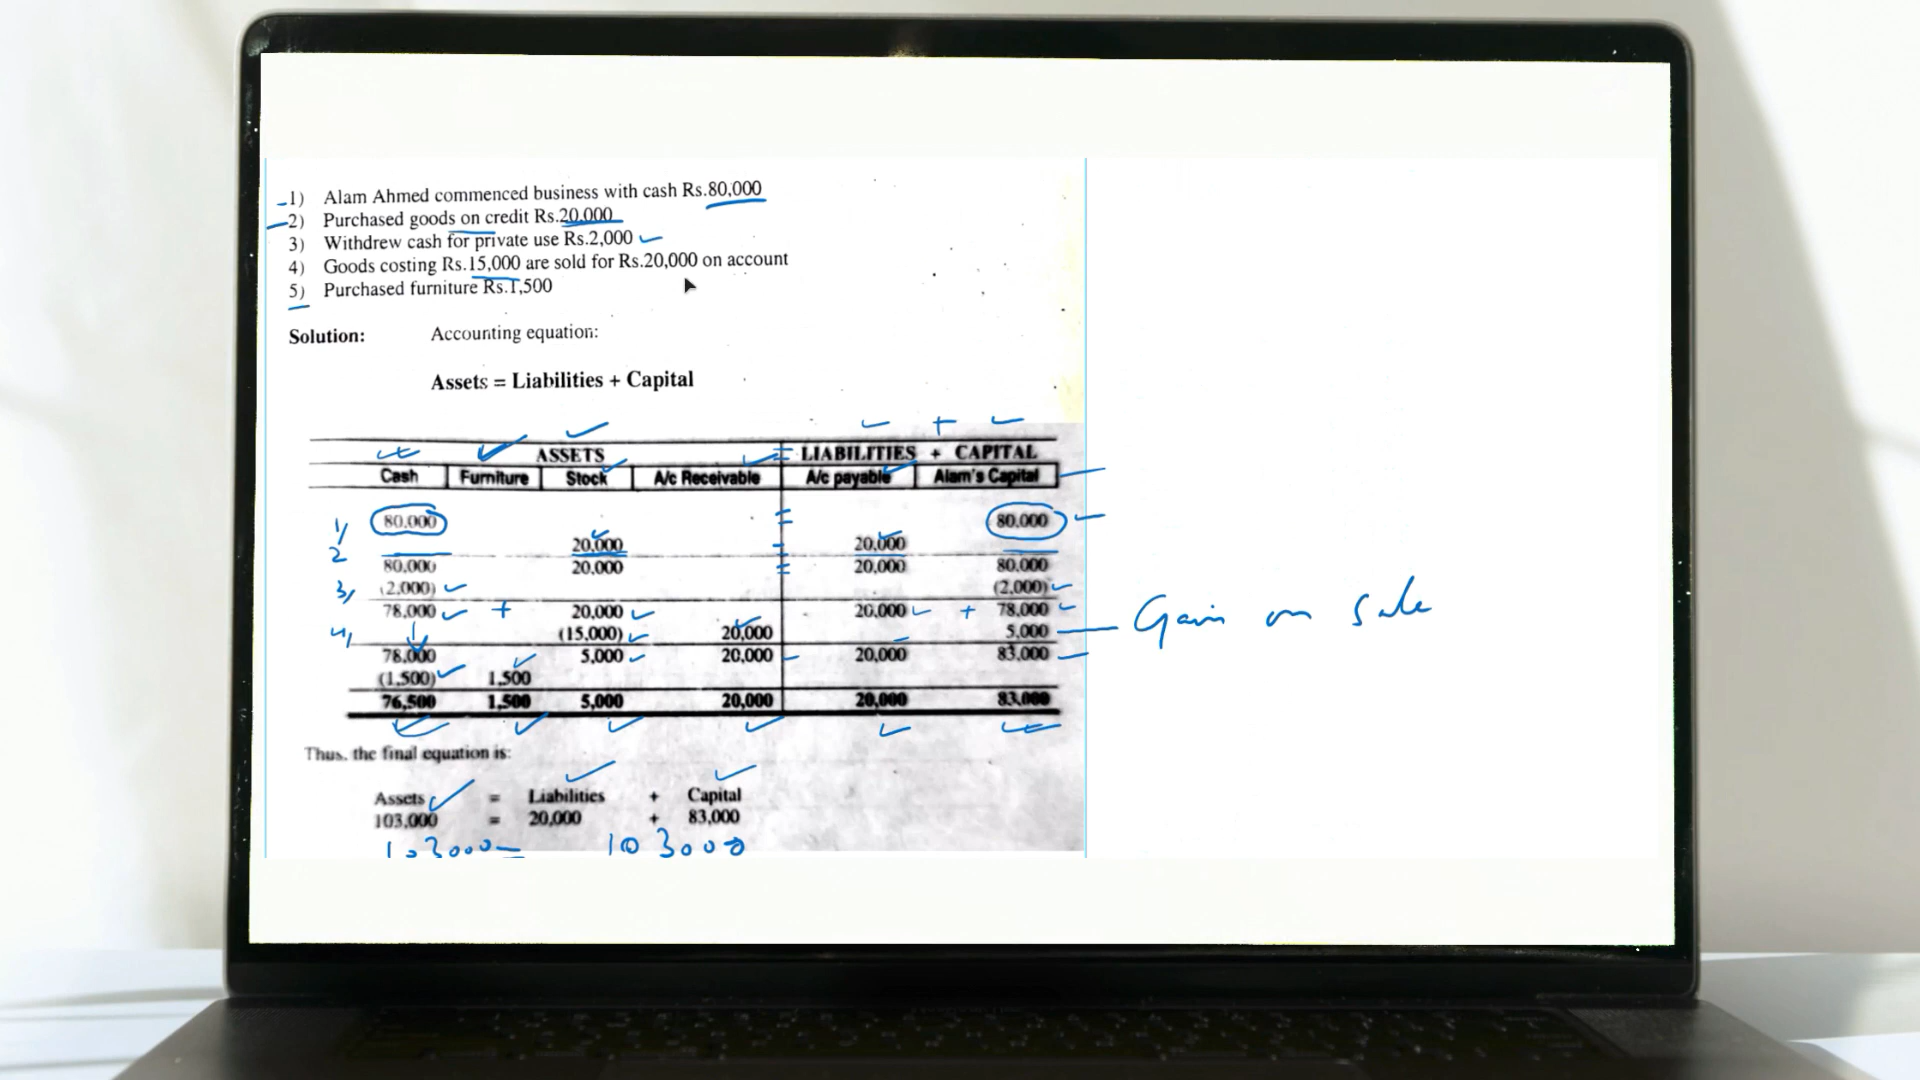 1) Alam Ahmed commenced business with cash Rs.80,000
2) Purchased goods on credit Rs.20,000
3) Withdrew cash for private use Rs.2,000
4) Goods costing Rs.15,000 are sold for Rs.20,000 on account
5) Purchased furniture Rs.1,500
Solution: Accounting equation:
Assets = Liabilities + Capital
ASSETS = LIABILITIES + CAPITAL
Cash Furniture Stock A/c Receivable A/c payable Alam's Capital
1/ 80,000 = 80,000
2 20,000 = 20,000
80,000 20,000 = 20,000 80,000
3/ (2,000) (2,000)
78,000 + 20,000 20,000 + 78,000
4/ (15,000) 20,000 5,000 Gain on sale
78,000 5,000 20,000 20,000 83,000
(1,500) 1,500
76,500 1,500 5,000 20,000 20,000 83,000
Thus, the final equation is:
Assets = Liabilities + Capital
103,000 = 20,000 + 83,000
103000 = 103000